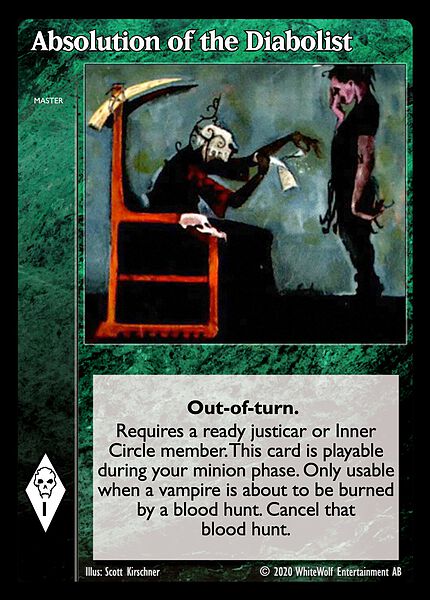 Absolution of the Diabolist
MASTER
Out-of-turn.
Requires a ready justicar or Inner
Circle member.This card is playable
during your minion phase. Only usable
when a vampire is about to be burned
by a blood hunt. Cancel that
blood hunt.
1
Illus: Scott Kirschner
© 2020 WhiteWolf Entertainment AB